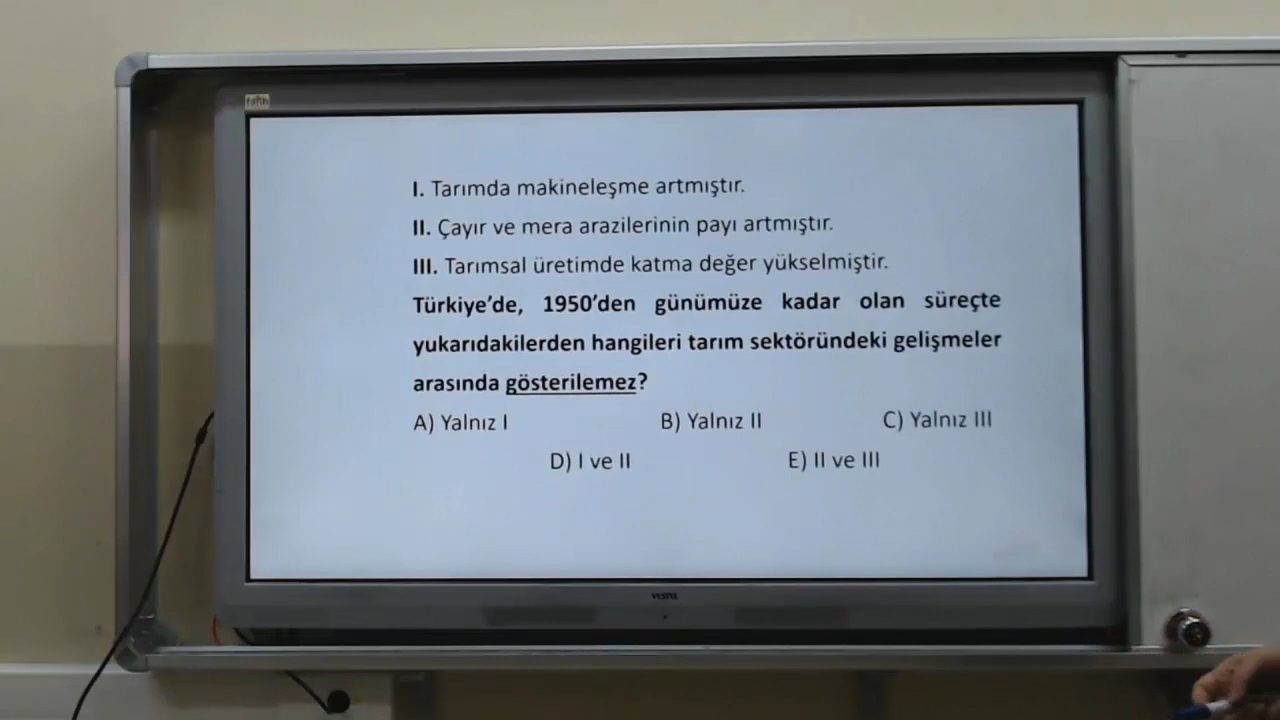 fatih
I. Tarımda makineleşme artmıştır.
II. Çayır ve mera arazilerinin payı artmıştır.
III. Tarımsal üretimde katma değer yükselmiştir.
Türkiye’de, 1950’den günümüze kadar olan süreçte
yukarıdakilerden hangileri tarım sektöründeki gelişmeler
arasında gösterilemez?
A) Yalnız I B) Yalnız II C) Yalnız III
D) I ve II E) II ve III
VESTEL